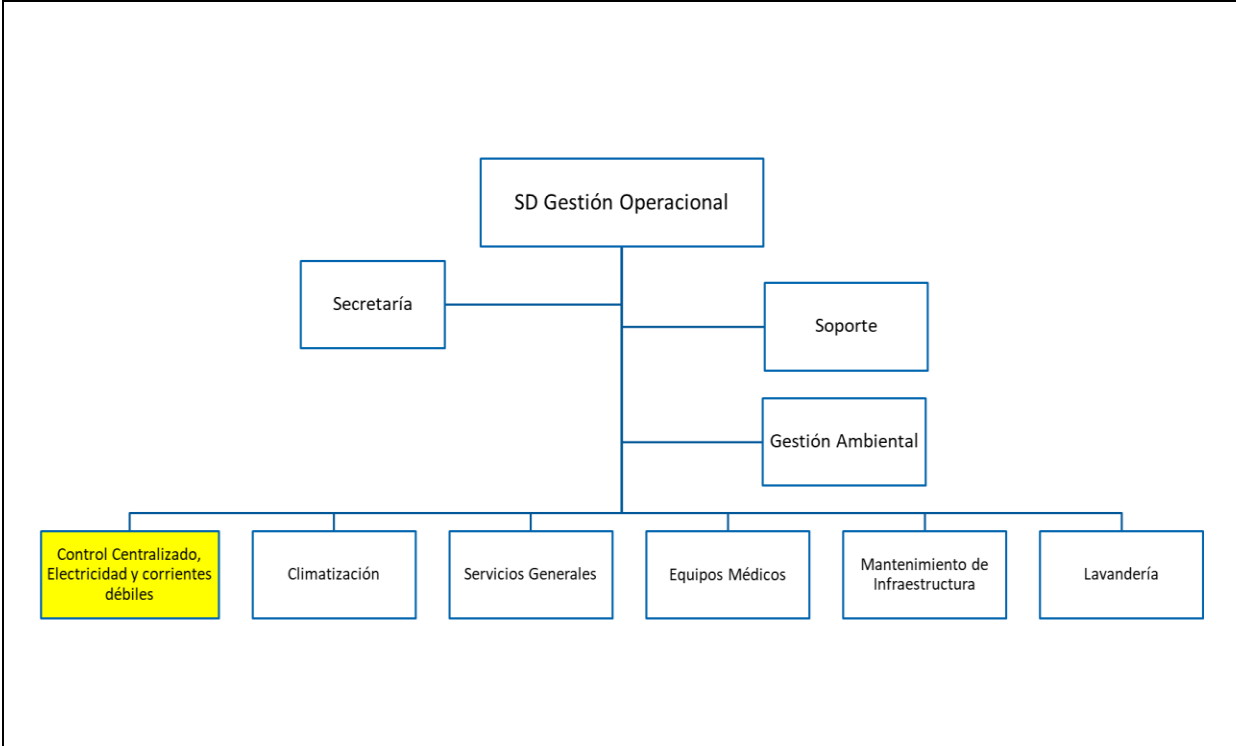 SD Gestión Operacional
Secretaría
Soporte
Gestión Ambiental
Control Centralizado,
Electricidad y corrientes
débiles
Climatización
Servicios Generales
Equipos Médicos
Mantenimiento de
Infraestructura
Lavandería